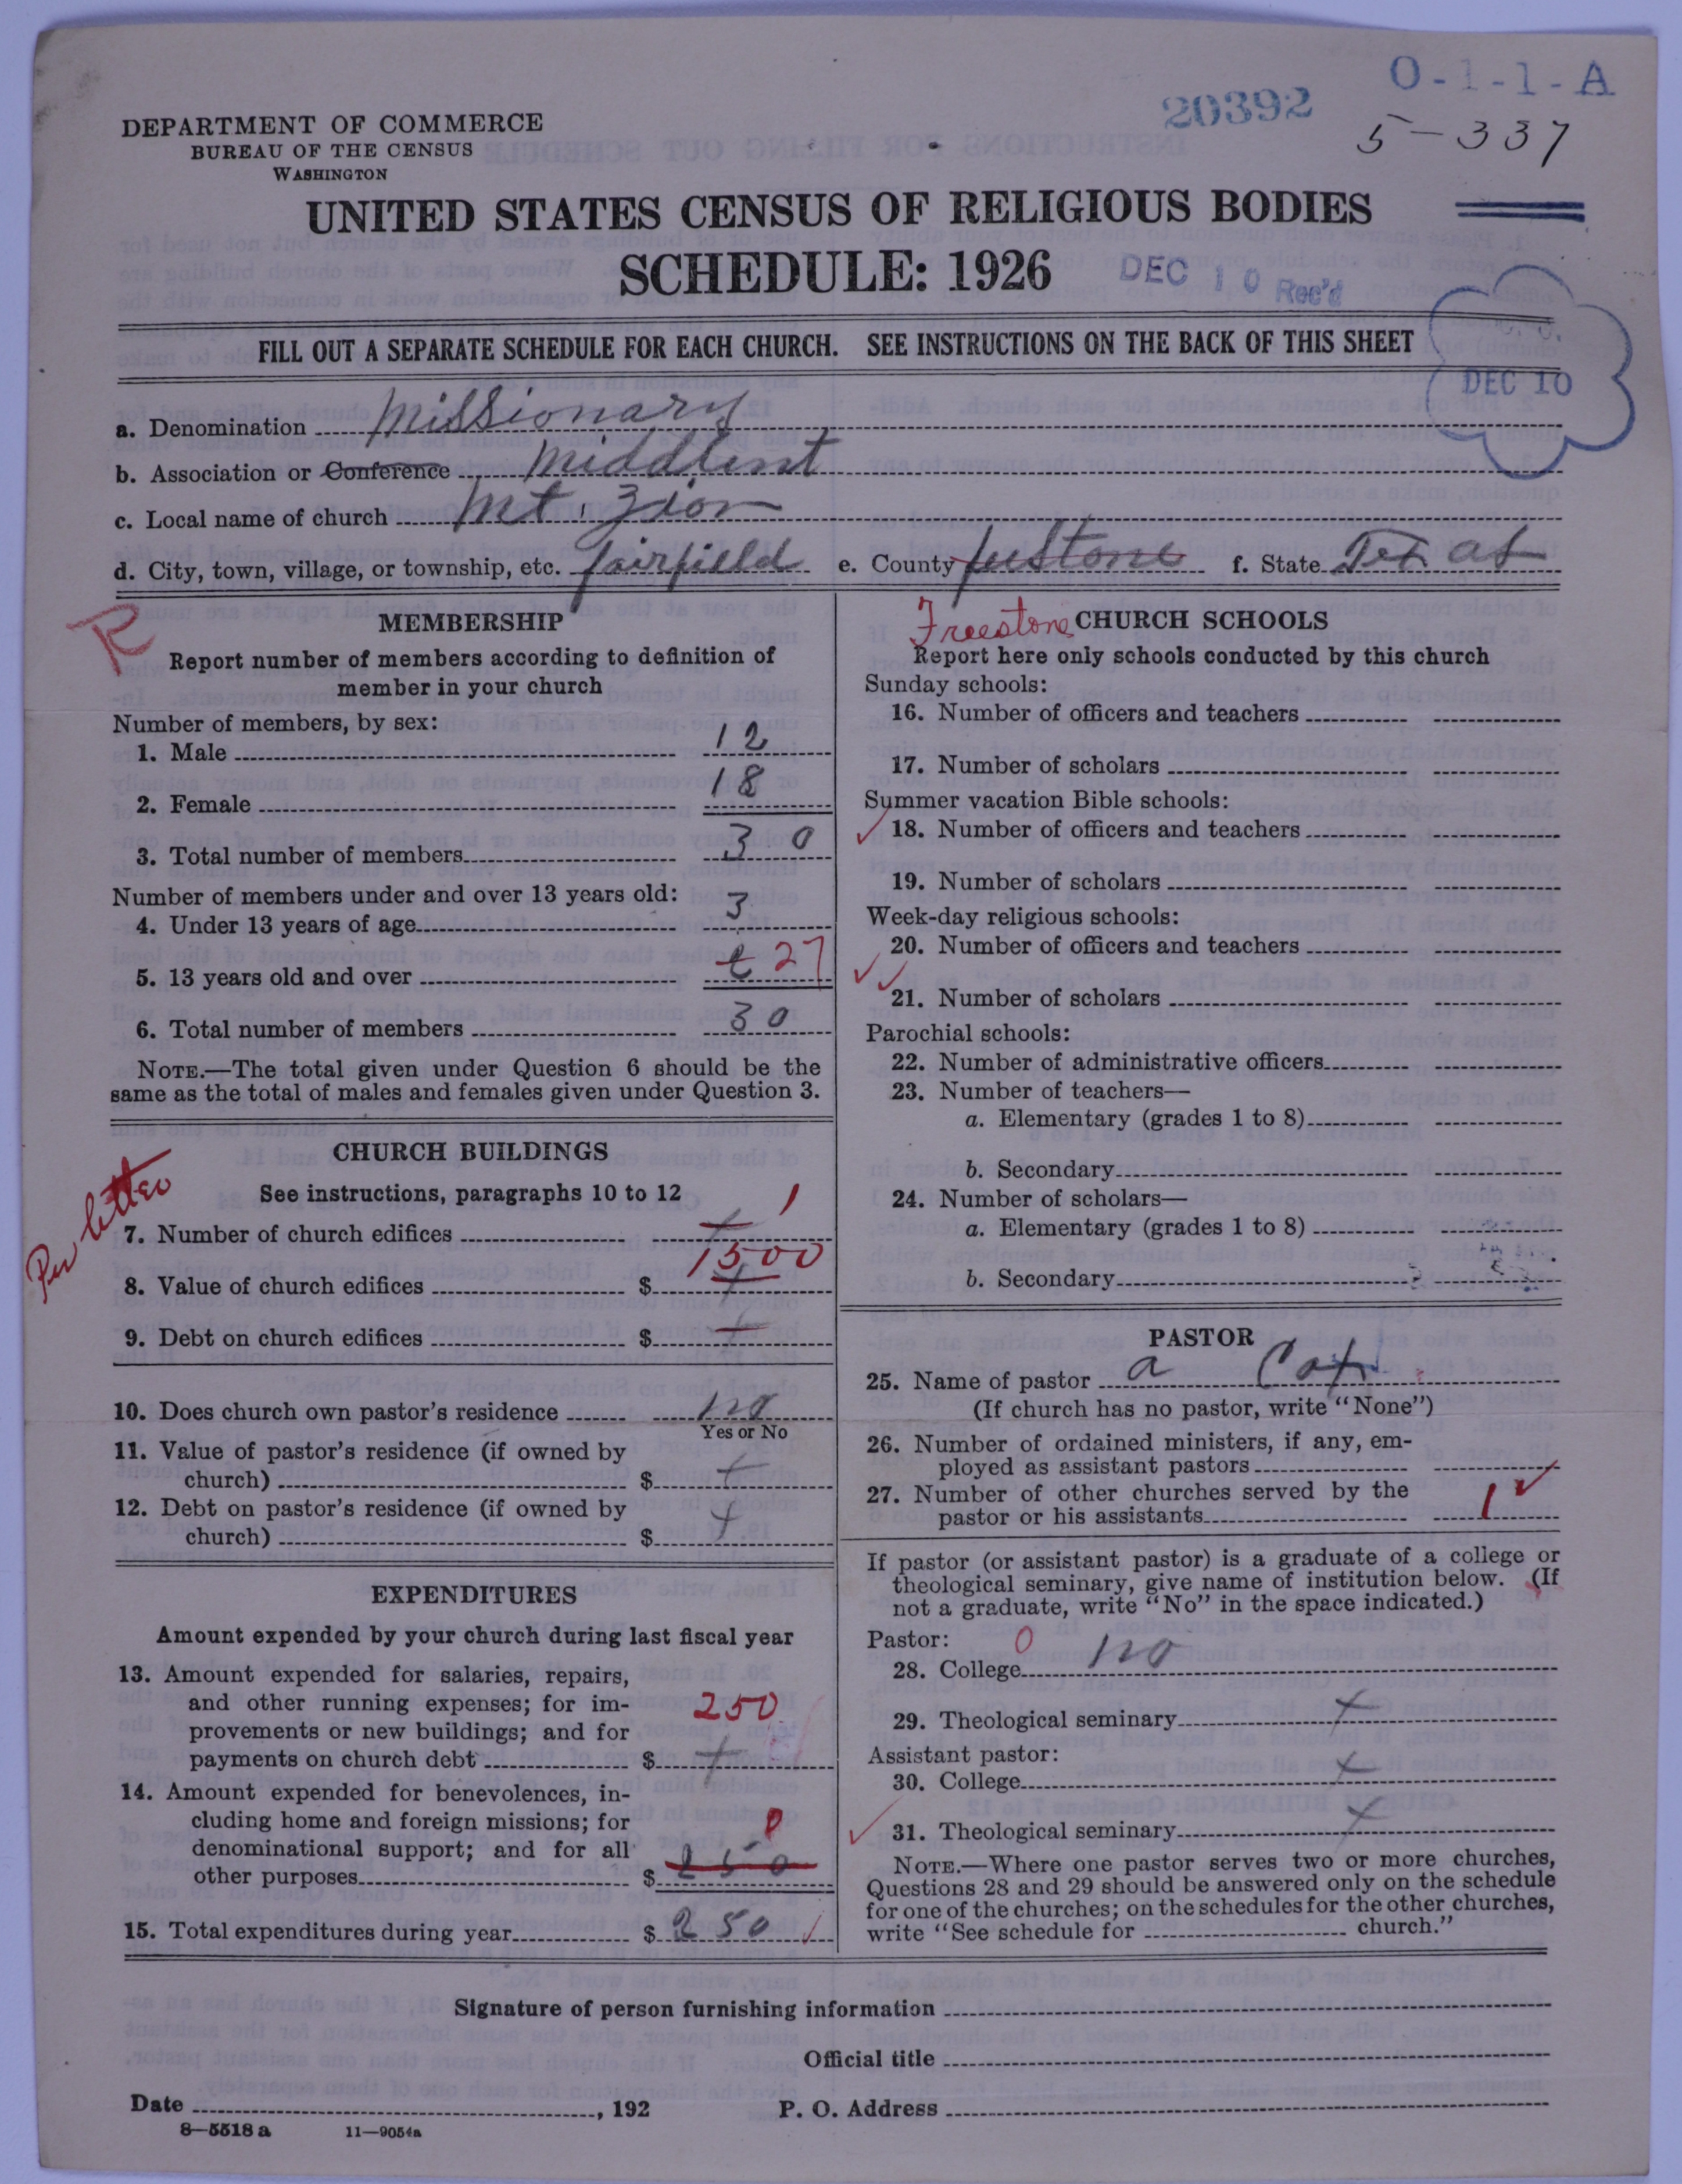 O-1-1-A
20392
5-337
DEPARTMENT OF COMMERCE
BUREAU OF THE CENSUS
WASHINGTON
UNITED STATES CENSUS OF RELIGIOUS BODIES
SCHEDULE: 1926
DEC 10 Rec'd
FILL OUT A SEPARATE SCHEDULE FOR EACH CHURCH. SEE INSTRUCTIONS ON THE BACK OF THIS SHEET
DEC 10
a. Denomination Missionary
b. Association or Conference
c. Local name of church Mt. Zion
d. City, town, village, or township, etc. fairfield e. County f. State Texas
R
MEMBERSHIP
Report number of members according to definition of
member in your church
Number of members, by sex:
1. Male 12
2. Female 18
3. Total number of members 30
Number of members under and over 13 years old:
4. Under 13 years of age 3
5. 13 years old and over 27
6. Total number of members 30
NOTE.—The total given under Question 6 should be the
same as the total of males and females given under Question 3.
CHURCH BUILDINGS
See instructions, paragraphs 10 to 12
Per letter
7. Number of church edifices 1
8. Value of church edifices $ 1500
9. Debt on church edifices $
10. Does church own pastor's residence no
Yes or No
11. Value of pastor's residence (if owned by
church) $ +
12. Debt on pastor's residence (if owned by
church) $ +
EXPENDITURES
Amount expended by your church during last fiscal year
13. Amount expended for salaries, repairs,
and other running expenses; for im-
provements or new buildings; and for
payments on church debt $ + 250
14. Amount expended for benevolences, in-
cluding home and foreign missions; for
denominational support; and for all
other purposes $ 250 0
15. Total expenditures during year $ 250
Freestone
CHURCH SCHOOLS
Report here only schools conducted by this church
Sunday schools:
16. Number of officers and teachers
17. Number of scholars
Summer vacation Bible schools:
18. Number of officers and teachers
19. Number of scholars
Week-day religious schools:
20. Number of officers and teachers
21. Number of scholars
Parochial schools:
22. Number of administrative officers
23. Number of teachers—
a. Elementary (grades 1 to 8)
b. Secondary
24. Number of scholars—
a. Elementary (grades 1 to 8)
b. Secondary
PASTOR
25. Name of pastor a Cox
(If church has no pastor, write "None")
26. Number of ordained ministers, if any, em-
ployed as assistant pastors
27. Number of other churches served by the
pastor or his assistants 1
If pastor (or assistant pastor) is a graduate of a college or
theological seminary, give name of institution below. (If
not a graduate, write "No" in the space indicated.)
Pastor: 0
28. College no
29. Theological seminary +
Assistant pastor:
30. College +
31. Theological seminary +
NOTE.—Where one pastor serves two or more churches,
Questions 28 and 29 should be answered only on the schedule
for one of the churches; on the schedules for the other churches,
write "See schedule for church."
Signature of person furnishing information
Official title
Date , 192 P. O. Address
8—5518 a 11—9054a